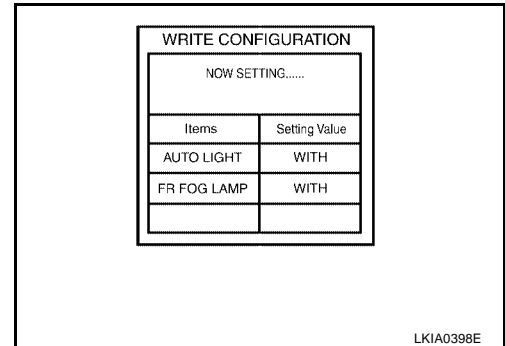 WRITE CONFIGURATION
NOW SETTING......
Items Setting Value
AUTO LIGHT WITH
FR FOG LAMP WITH
LKIA0398E